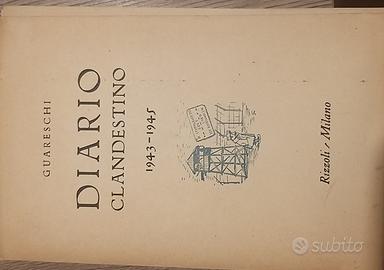 GUARESCHI
DIARIO
CLANDESTINO
1943-1945
Rizzoli / Milano
subito